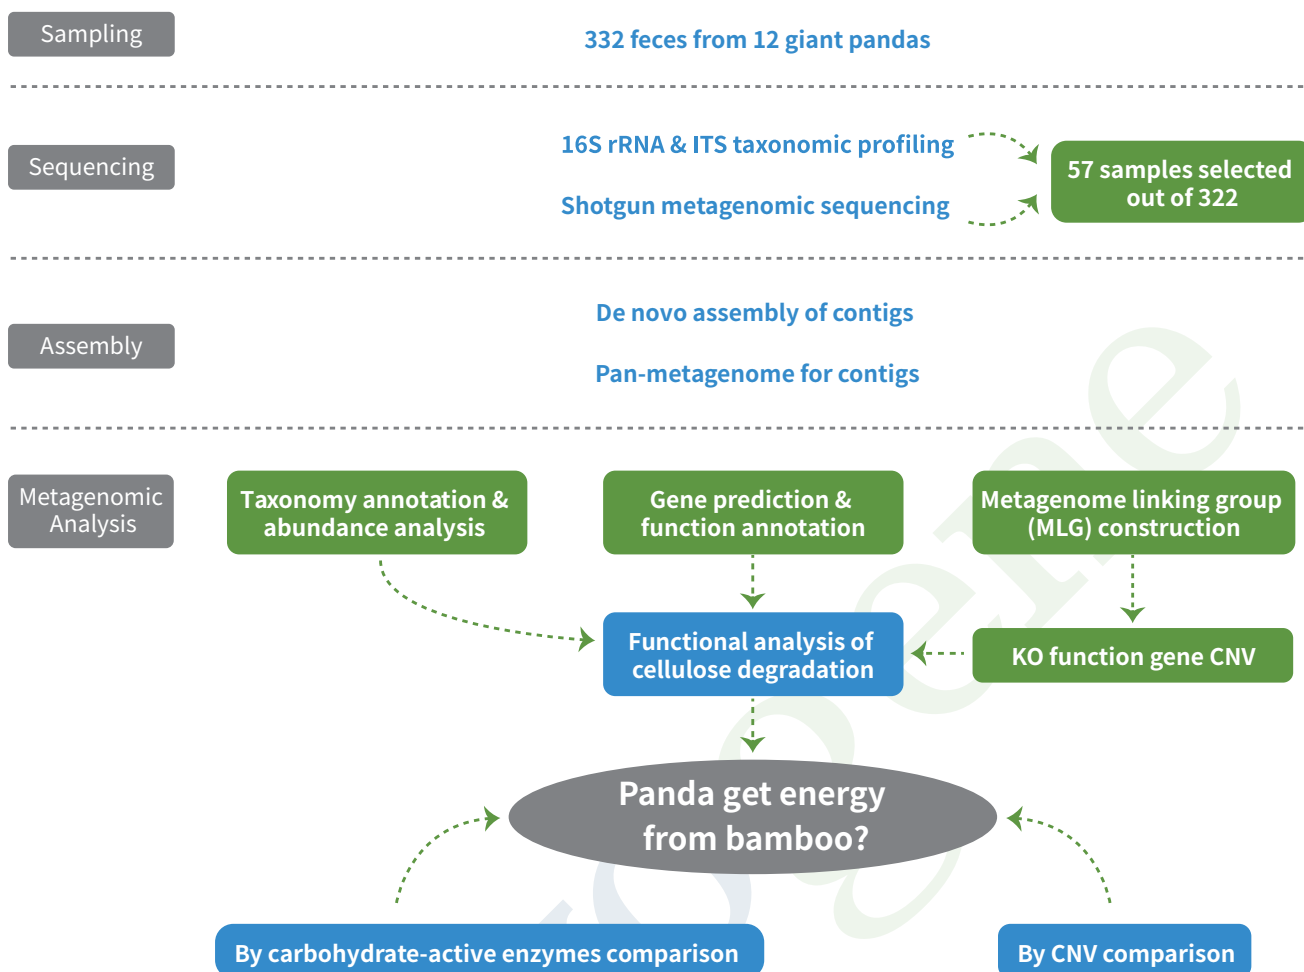 Sampling
332 feces from 12 giant pandas
Sequencing
16S rRNA & ITS taxonomic profiling
Shotgun metagenomic sequencing
57 samples selected
out of 322
Assembly
De novo assembly of contigs
Pan-metagenome for contigs
Metagenomic
Analysis
Taxonomy annotation &
abundance analysis
Gene prediction &
function annotation
Metagenome linking group
(MLG) construction
Functional analysis of
cellulose degradation
KO function gene CNV
Panda get energy
from bamboo?
By carbohydrate-active enzymes comparison
By CNV comparison